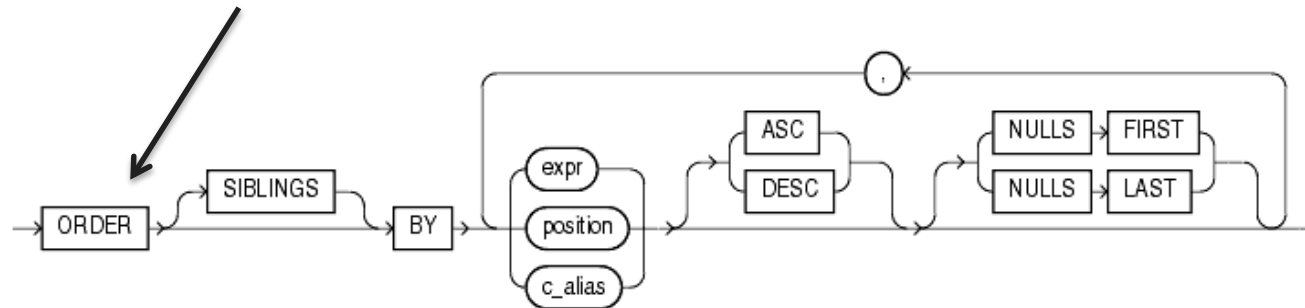 ,
ASC NULLS FIRST
expr
SIBLINGS DESC NULLS LAST
ORDER BY position
c_alias